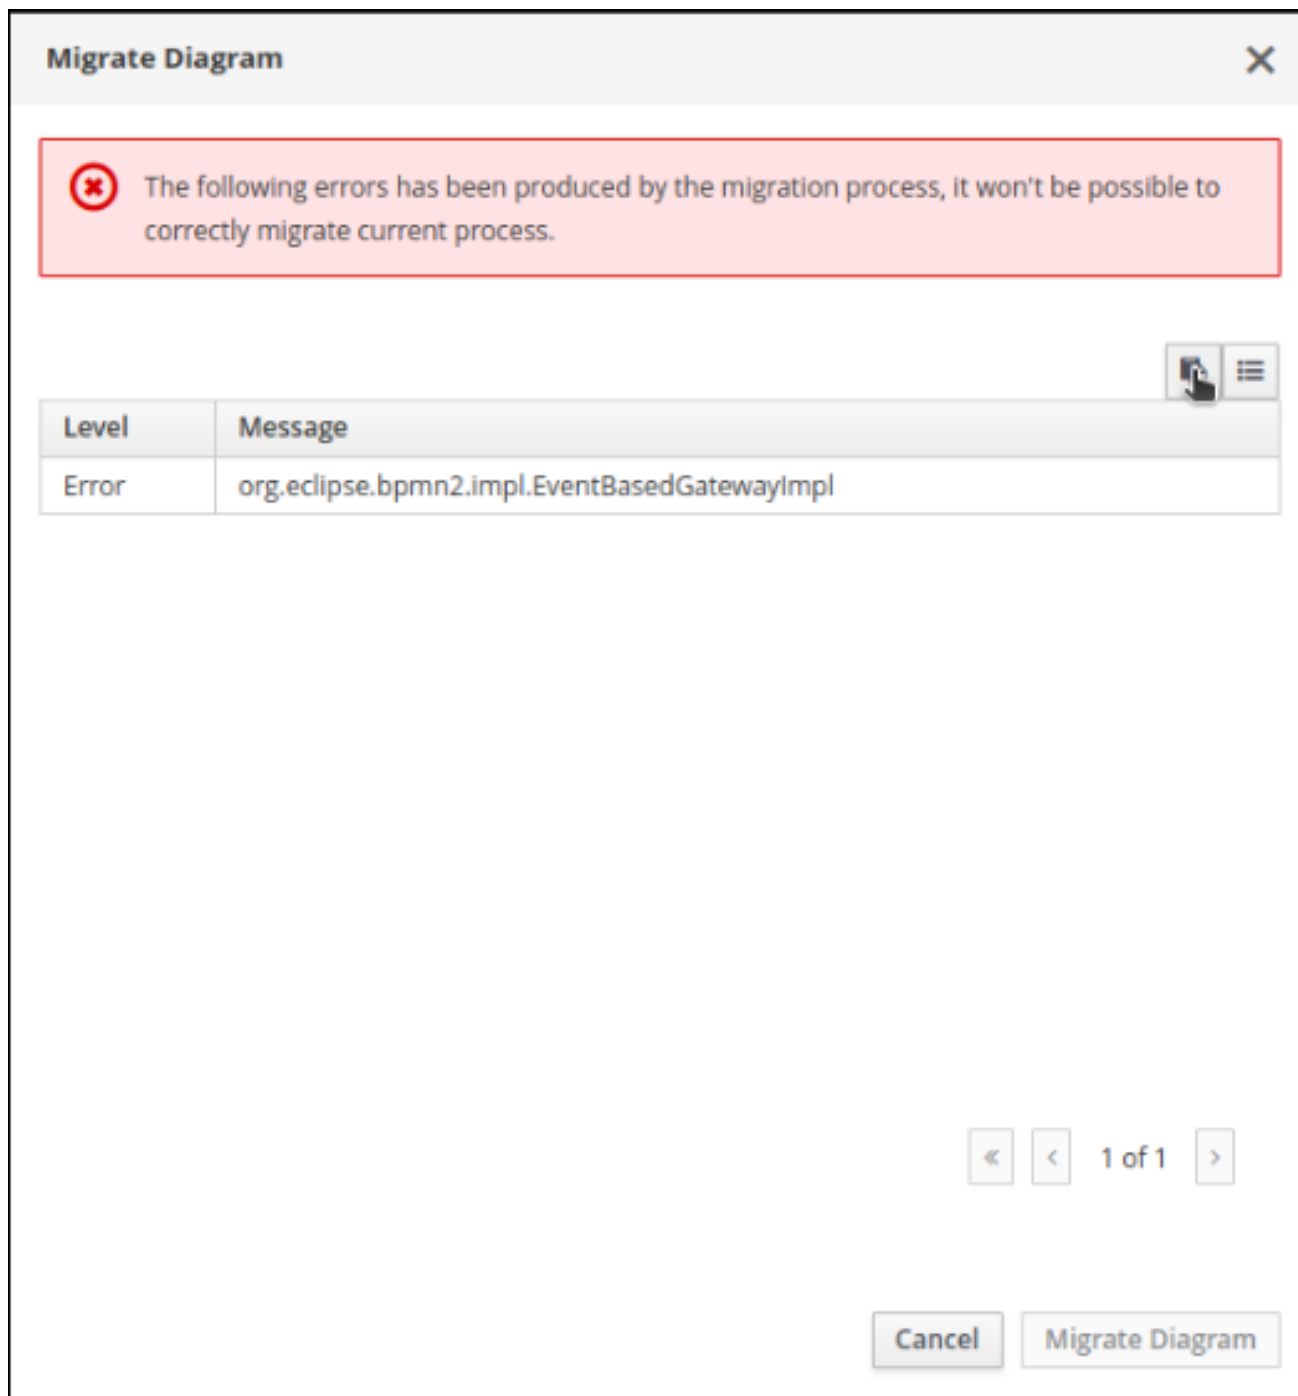 Migrate Diagram
The following errors has been produced by the migration process, it won't be possible to
correctly migrate current process.
Level Message
Error org.eclipse.bpmn2.impl.EventBasedGatewayImpl
« < 1 of 1 >
Cancel Migrate Diagram